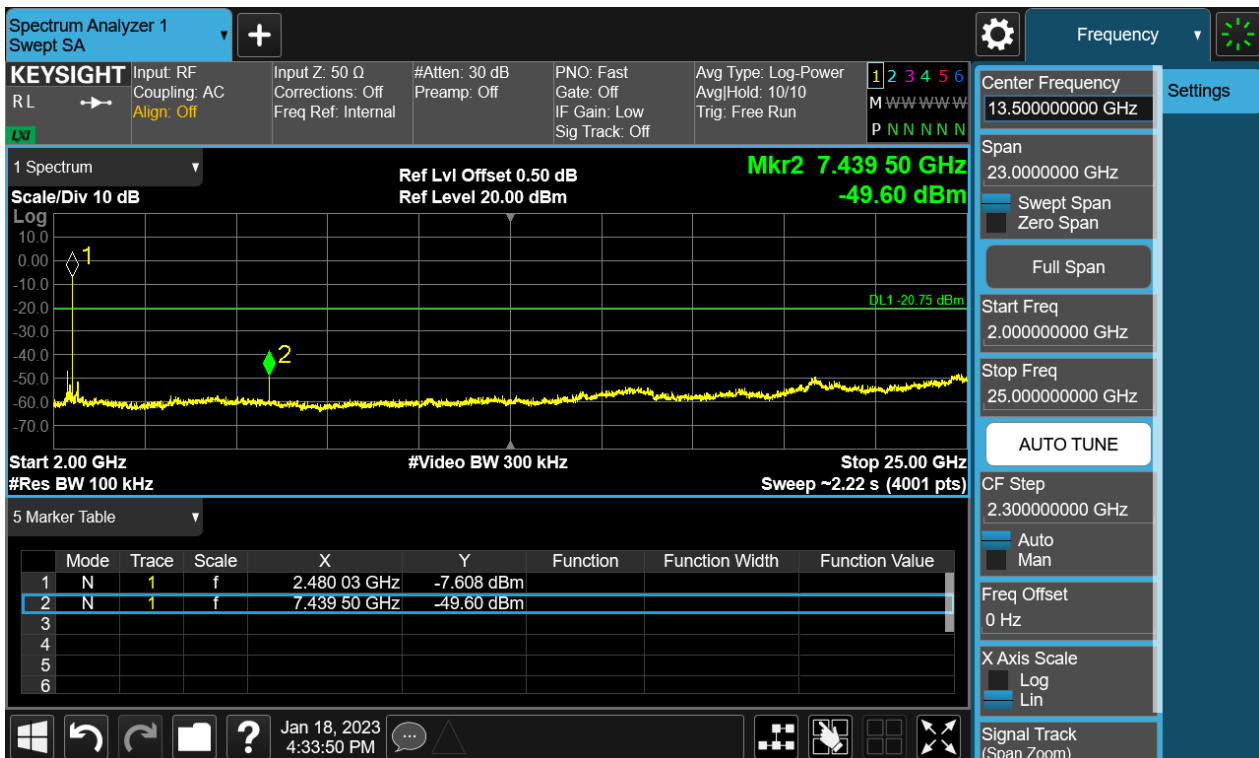 Spectrum Analyzer 1
Swept SA
+
Frequency
KEYSIGHT
R L
LXI
Input: RF
Coupling: AC
Align: Off
Input Z: 50 Ω
Corrections: Off
Freq Ref: Internal
#Atten: 30 dB
Preamp: Off
PNO: Fast
Gate: Off
IF Gain: Low
Sig Track: Off
Avg Type: Log-Power
Avg|Hold: 10/10
Trig: Free Run
1 2 3 4 5 6
M W W W W W
P N N N N N
1 Spectrum
Scale/Div 10 dB
Ref Lvl Offset 0.50 dB
Ref Level 20.00 dBm
Mkr2 7.439 50 GHz
-49.60 dBm
Log
10.0
0.00
-10.0
-20.0
-30.0
-40.0
-50.0
-60.0
-70.0
1
2
DL1 -20.75 dBm
Start 2.00 GHz
#Video BW 300 kHz
Stop 25.00 GHz
#Res BW 100 kHz
Sweep ~2.22 s (4001 pts)
5 Marker Table
Mode Trace Scale X Y Function Function Width Function Value
1 N 1 f 2.480 03 GHz -7.608 dBm
2 N 1 f 7.439 50 GHz -49.60 dBm
3
4
5
6
?
Jan 18, 2023
4:33:50 PM
Center Frequency
13.500000000 GHz
Span
23.0000000 GHz
Swept Span
Zero Span
Full Span
Start Freq
2.000000000 GHz
Stop Freq
25.000000000 GHz
AUTO TUNE
CF Step
2.300000000 GHz
Auto
Man
Freq Offset
0 Hz
X Axis Scale
Log
Lin
Signal Track
(Span Zoom)
Settings